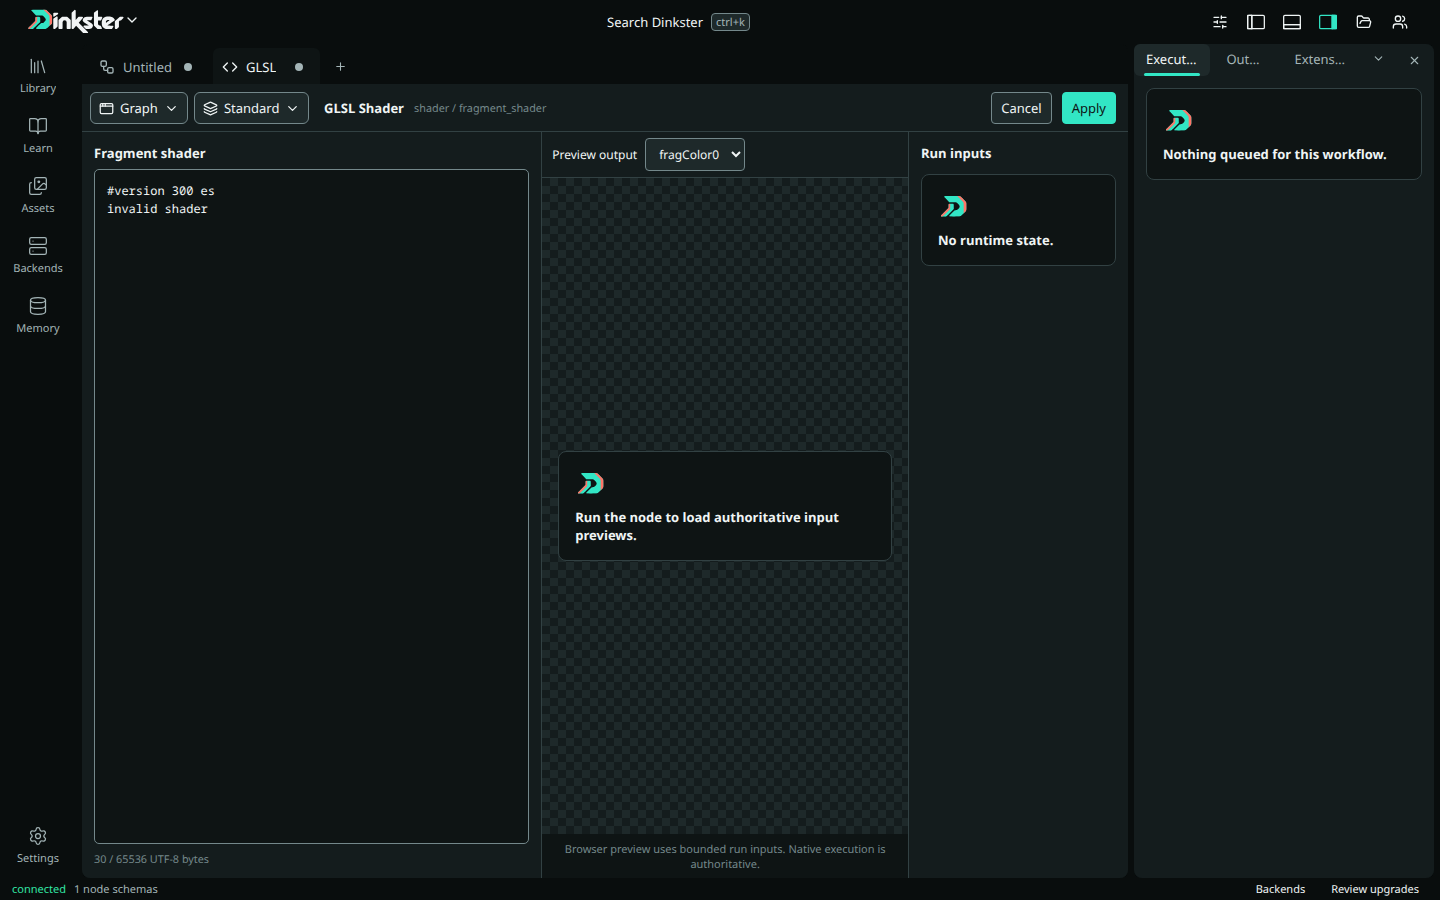 Dinkster
Search Dinkster ctrl+k
Library
Learn
Assets
Backends
Memory
Settings
Untitled
GLSL
Graph
Standard
GLSL Shader
shader / fragment_shader
Cancel
Apply
Fragment shader
#version 300 es
invalid shader
30 / 65536 UTF-8 bytes
Preview output
fragColor0
Run the node to load authoritative input
previews.
Browser preview uses bounded run inputs. Native execution is
authoritative.
Run inputs
No runtime state.
Execut...
Out...
Extens...
Nothing queued for this workflow.
connected
1 node schemas
Backends
Review upgrades